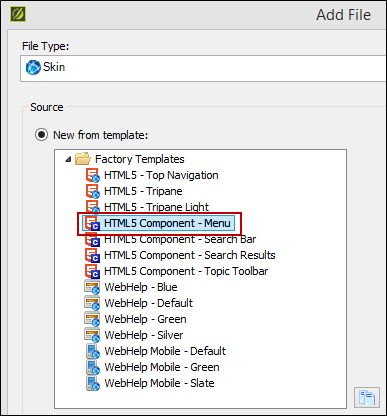 Add File
File Type:
Skin
Source
New from template:
Factory Templates
HTML5 - Top Navigation
HTML5 - Tripane
HTML5 - Tripane Light
HTML5 Component - Menu
HTML5 Component - Search Bar
HTML5 Component - Search Results
HTML5 Component - Topic Toolbar
WebHelp - Blue
WebHelp - Default
WebHelp - Green
WebHelp - Silver
WebHelp Mobile - Default
WebHelp Mobile - Green
WebHelp Mobile - Slate